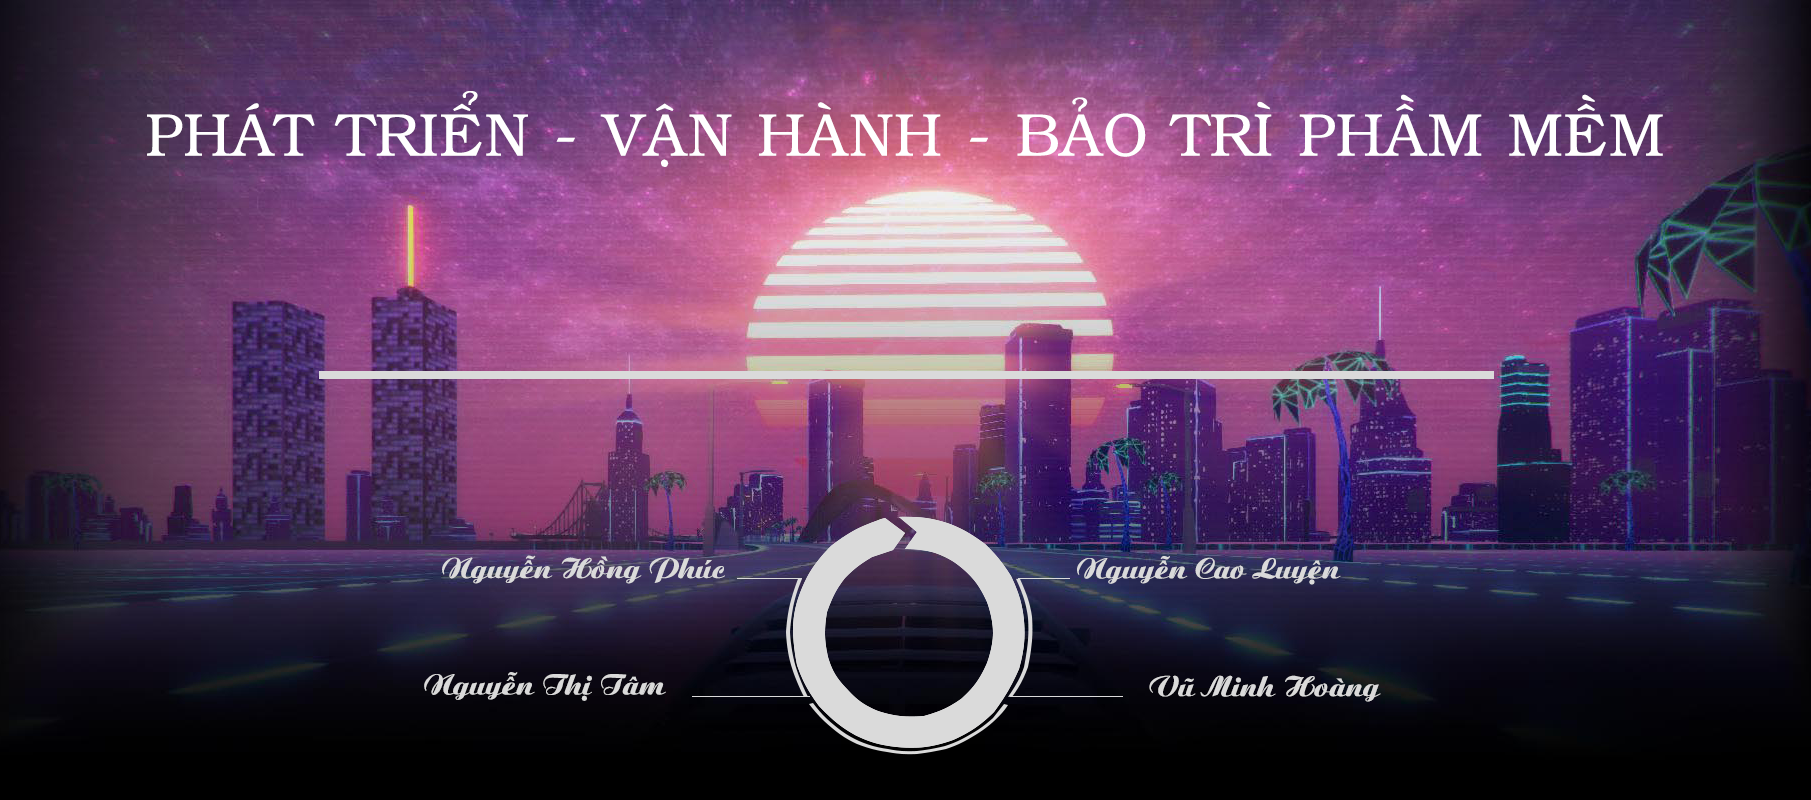 PHÁT TRIỂN - VẬN HÀNH - BẢO TRÌ PHẦM MỀM
Nguyễn Hồng Phúc
Nguyễn Cao Luyện
Nguyễn Thị Tâm
Vũ Minh Hoàng